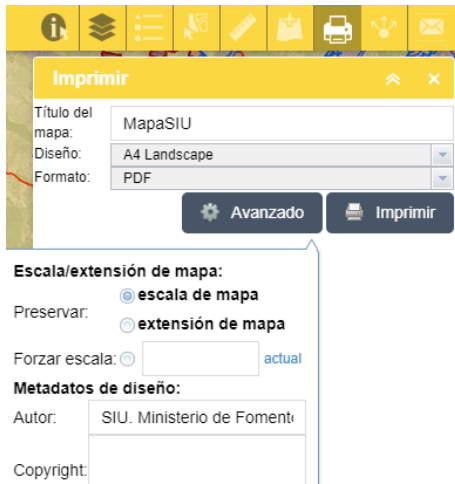 Imprimir
Título del
mapa:
MapaSIU
Diseño:
A4 Landscape
Formato:
PDF
Avanzado
Imprimir
Escala/extensión de mapa:
Preservar:
escala de mapa
extensión de mapa
Forzar escala:
actual
Metadatos de diseño:
Autor:
SIU. Ministerio de Foment
Copyright: